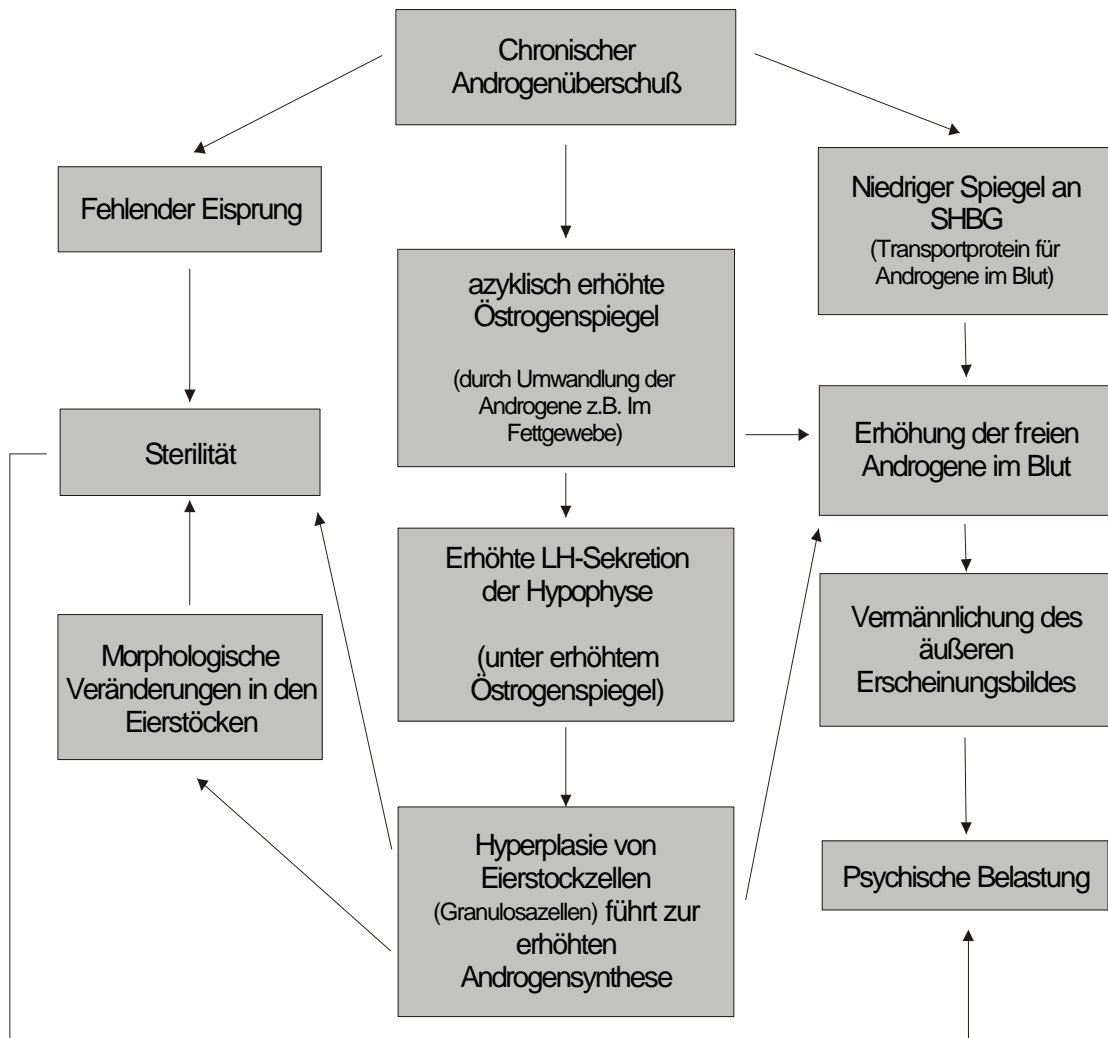 Chronischer
Androgenüberschuß
Fehlender Eisprung
Niedriger Spiegel an
SHBG
(Transportprotein für
Androgene im Blut)
azyklisch erhöhte
Östrogenspiegel
(durch Umwandlung der
Androgene z.B. Im
Fettgewebe)
Sterilität
Erhöhung der freien
Androgene im Blut
Erhöhte LH-Sekretion
der Hypophyse
(unter erhöhtem
Östrogenspiegel)
Morphologische
Veränderungen in den
Eierstöcken
Vermännlichung des
äußeren
Erscheinungsbildes
Hyperplasie von
Eierstockzellen
(Granulosazellen) führt zur
erhöhten
Androgensynthese
Psychische Belastung